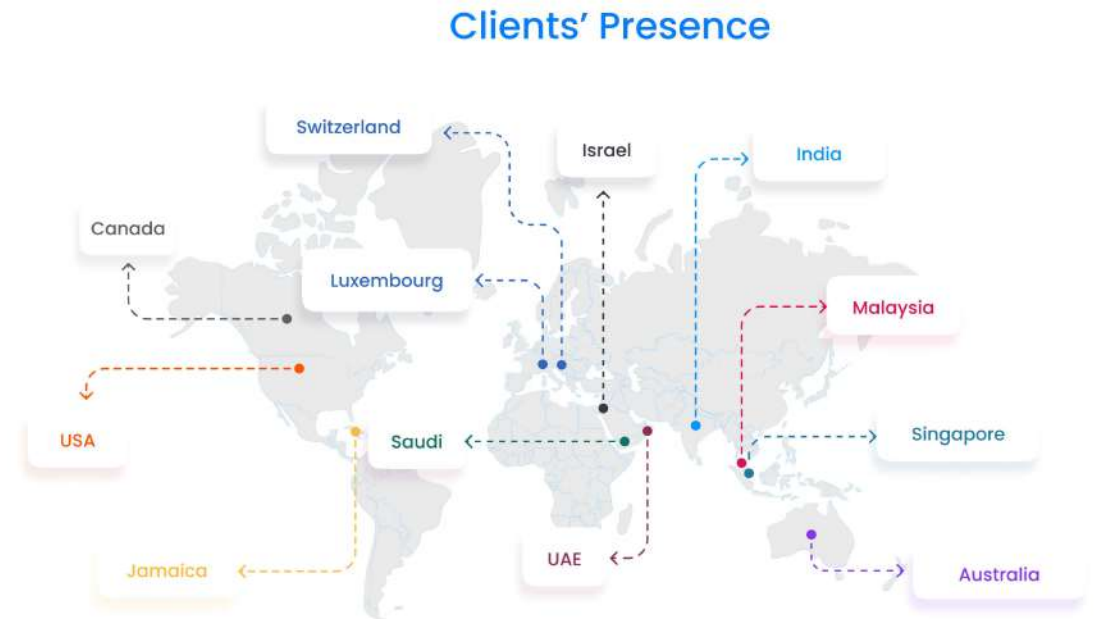 Clients’ Presence
Switzerland
Israel
India
Canada
Luxembourg
Malaysia
USA
Saudi
Singapore
Jamaica
UAE
Australia